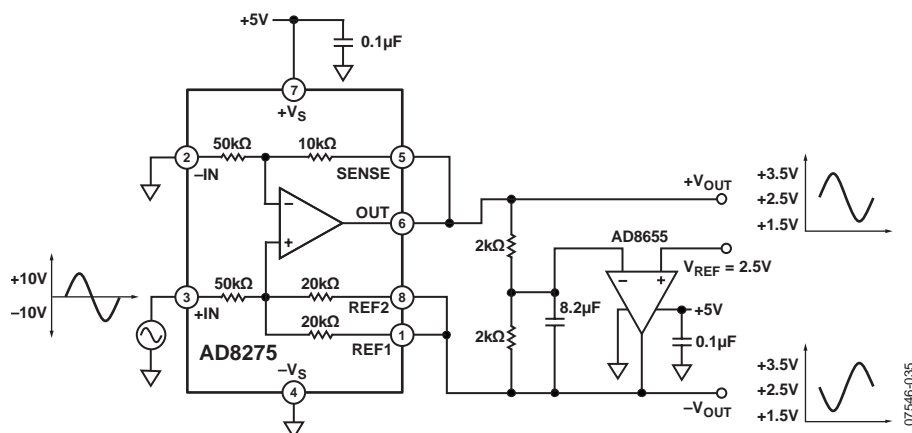 +5V
0.1µF
7
+VS
50kΩ
10kΩ
2
5
–IN
SENSE
+VOUT
+3.5V
+2.5V
+1.5V
OUT
–
+
6
2kΩ
AD8655
–
+
VREF = 2.5V
+10V
–10V
50kΩ
20kΩ
3
8
+IN
REF2
20kΩ
1
REF1
8.2µF
+5V
2kΩ
0.1µF
AD8275
–VS
4
–VOUT
+3.5V
+2.5V
+1.5V
07546-035